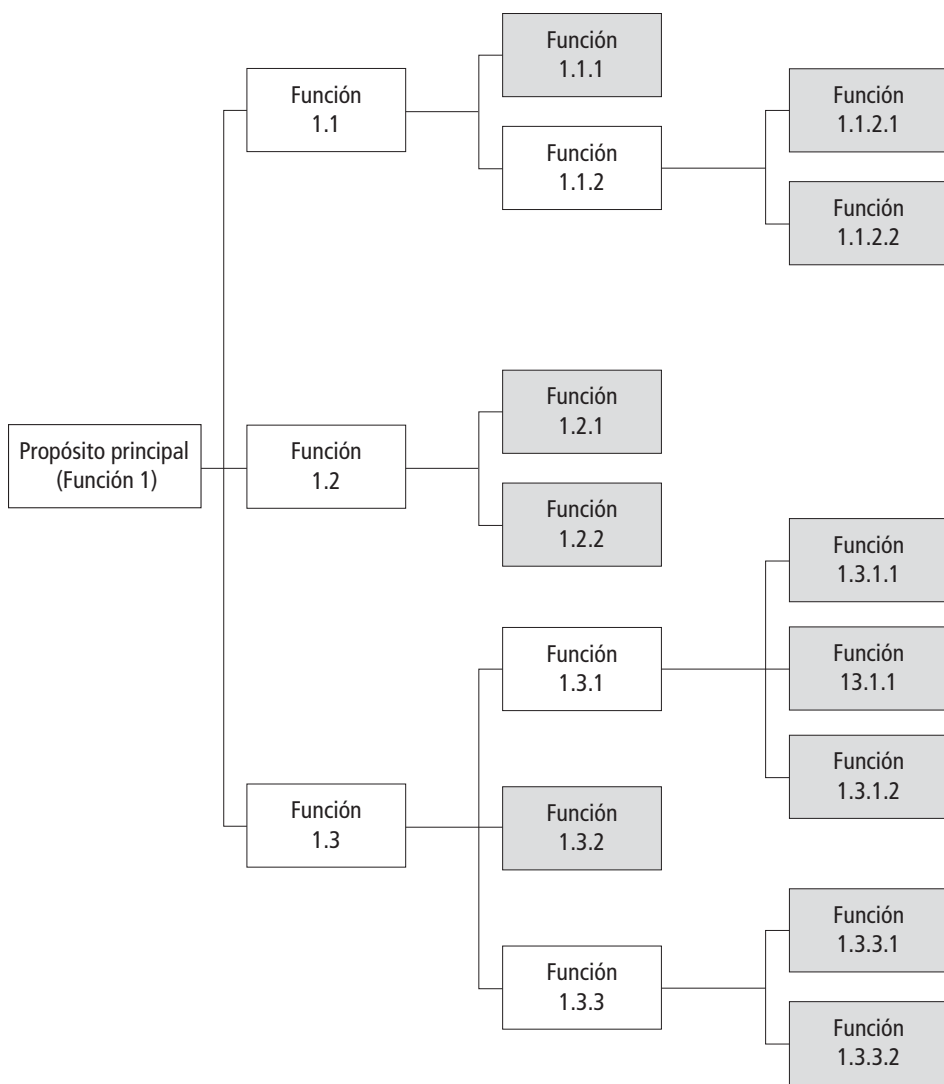 Función
1.1.1
Función
1.1
Función
1.1.2.1
Función
1.1.2
Función
1.1.2.2
Función
1.2.1
Propósito principal
(Función 1)
Función
1.2
Función
1.2.2
Función
1.3.1.1
Función
1.3.1
Función
13.1.1
Función
1.3.1.2
Función
1.3
Función
1.3.2
Función
1.3.3.1
Función
1.3.3
Función
1.3.3.2